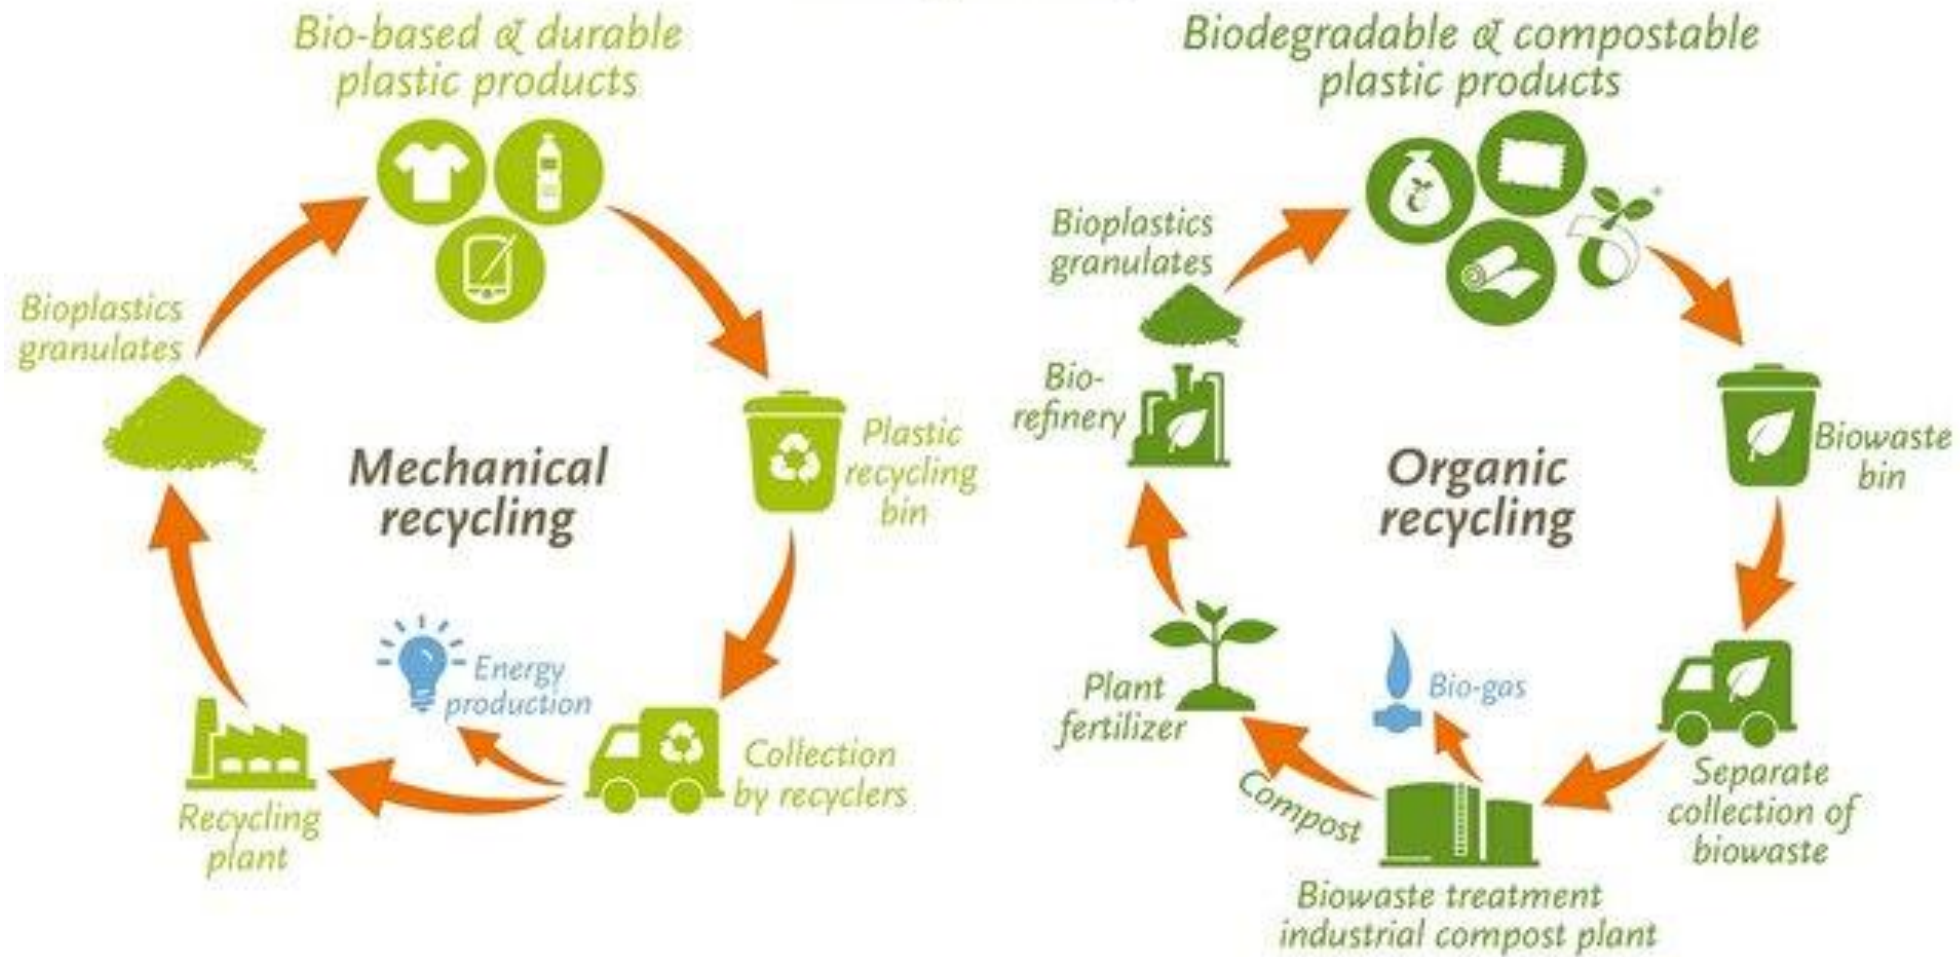 Bio-based & durable
plastic products
Bioplastics
granulates
Mechanical
recycling
Plastic
recycling
bin
Energy
production
Collection
by recyclers
Recycling
plant
Biodegradable & compostable
plastic products
Bioplastics
granulates
Bio-
refinery
Organic
recycling
Biowaste
bin
Plant
fertilizer
Bio-gas
Compost
Separate
collection of
biowaste
Biowaste treatment
industrial compost plant